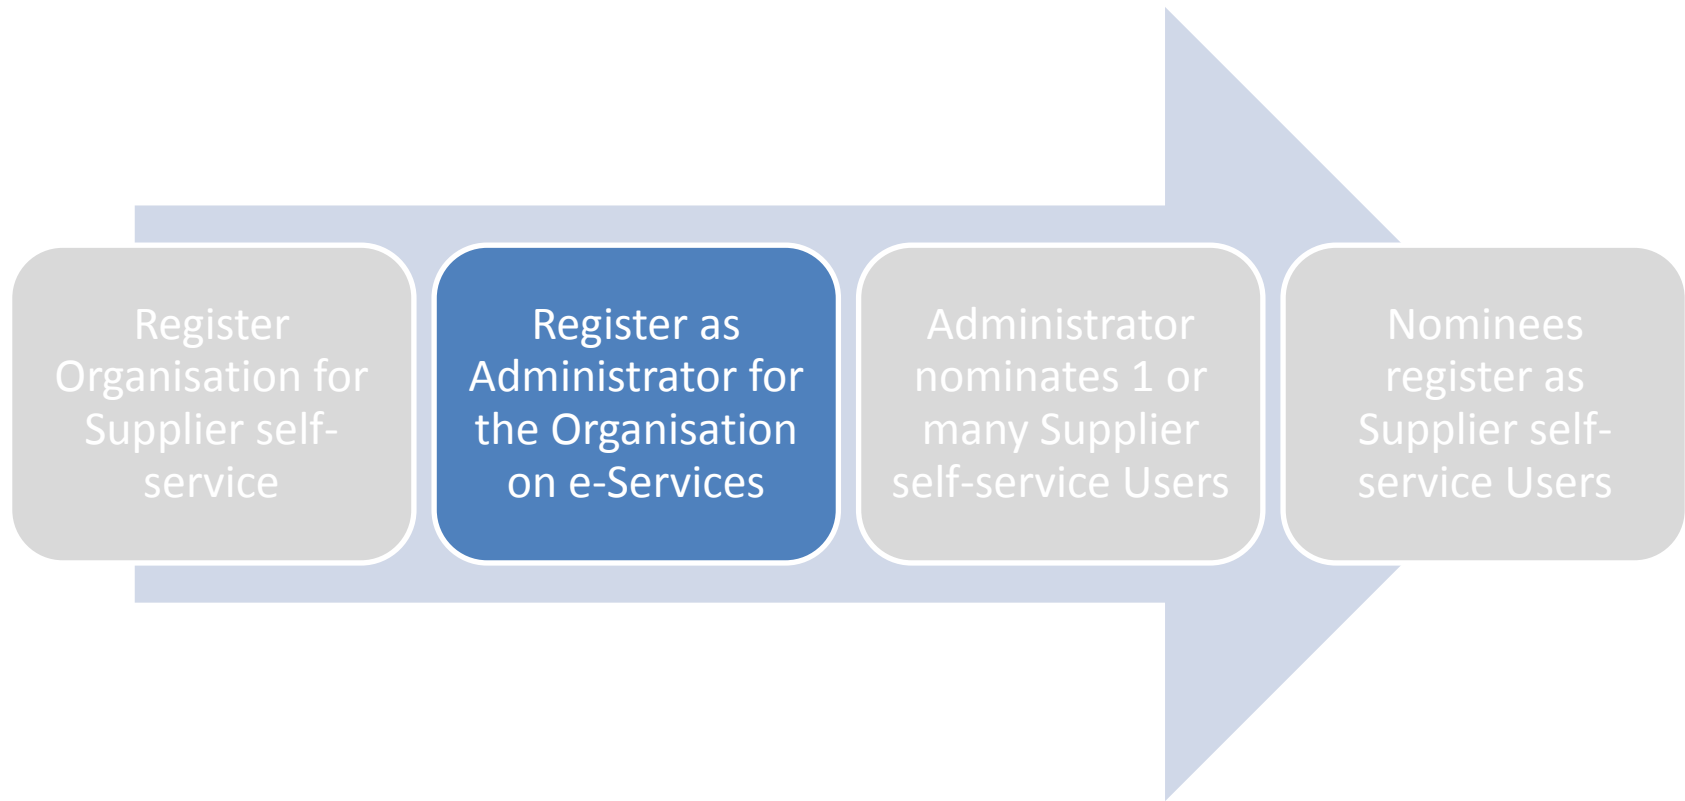 Register
Organisation for
Supplier self-
service
Register as
Administrator for
the Organisation
on e-Services
Administrator
nominates 1 or
many Supplier
self-service Users
Nominees
register as
Supplier self-
service Users